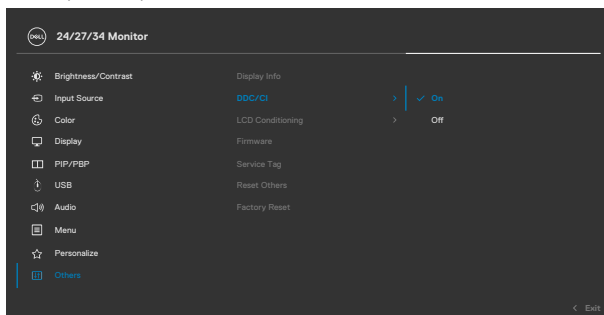 DELL 24/27/34 Monitor
Brightness/Contrast Display Info
Input Source DDC/CI > ✓ On
Color LCD Conditioning > Off
Display Firmware
PIP/PBP Service Tag
USB Reset Others
Audio Factory Reset
Menu
Personalize
Others
< Exit